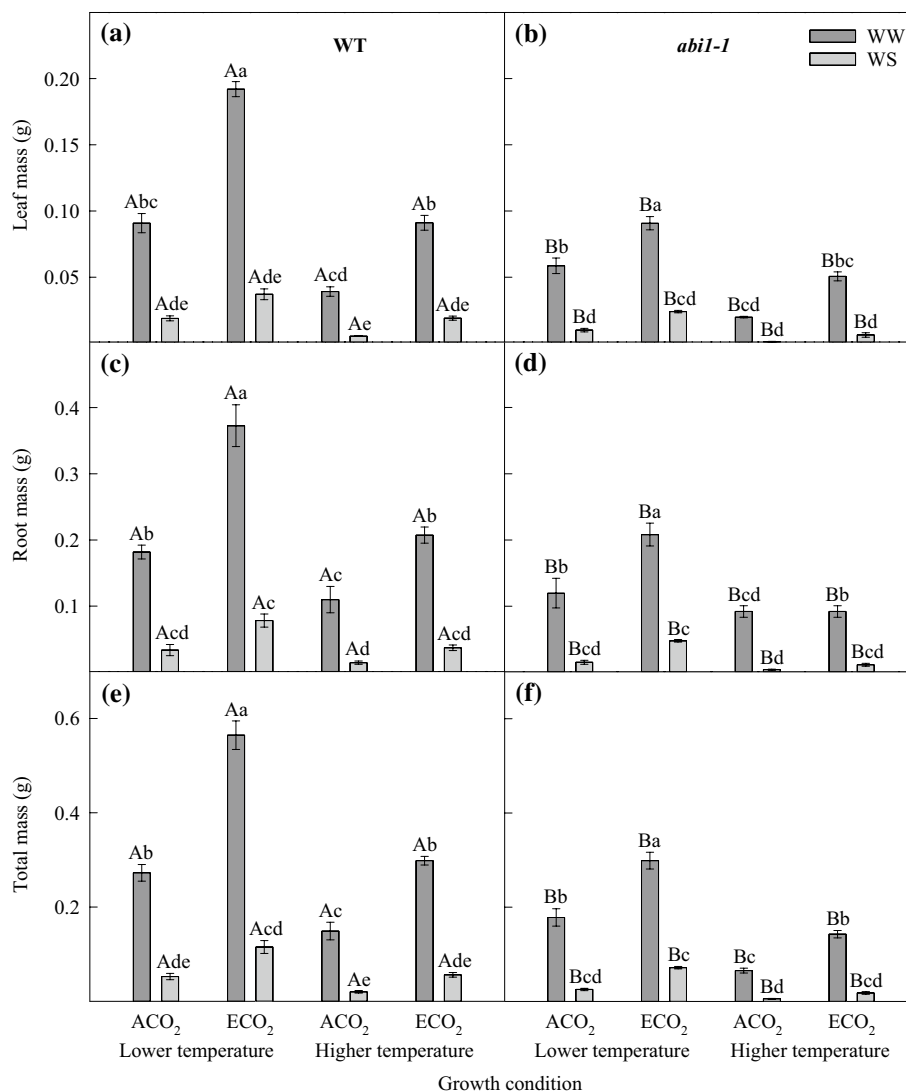 (a) WT
(b) abi1-1
WW
WS
Leaf mass (g)
0.20
0.15
0.10
0.05
Abc Ade Aa Ade Acd Ae Ab Ade
Bb Bd Ba Bcd Bcd Bd Bbc Bd
(c)
(d)
Root mass (g)
0.4
0.3
0.2
0.1
Ab Acd Aa Ac Ac Ad Ab Acd
Bb Bcd Ba Bc Bcd Bd Bb Bcd
(e)
(f)
Total mass (g)
0.6
0.4
0.2
Ab Ade Aa Acd Ac Ae Ab Ade
Bb Bcd Ba Bc Bc Bd Bb Bcd
ACO₂ ECO₂ ACO₂ ECO₂ ACO₂ ECO₂ ACO₂ ECO₂
Lower temperature Higher temperature Lower temperature Higher temperature
Growth condition